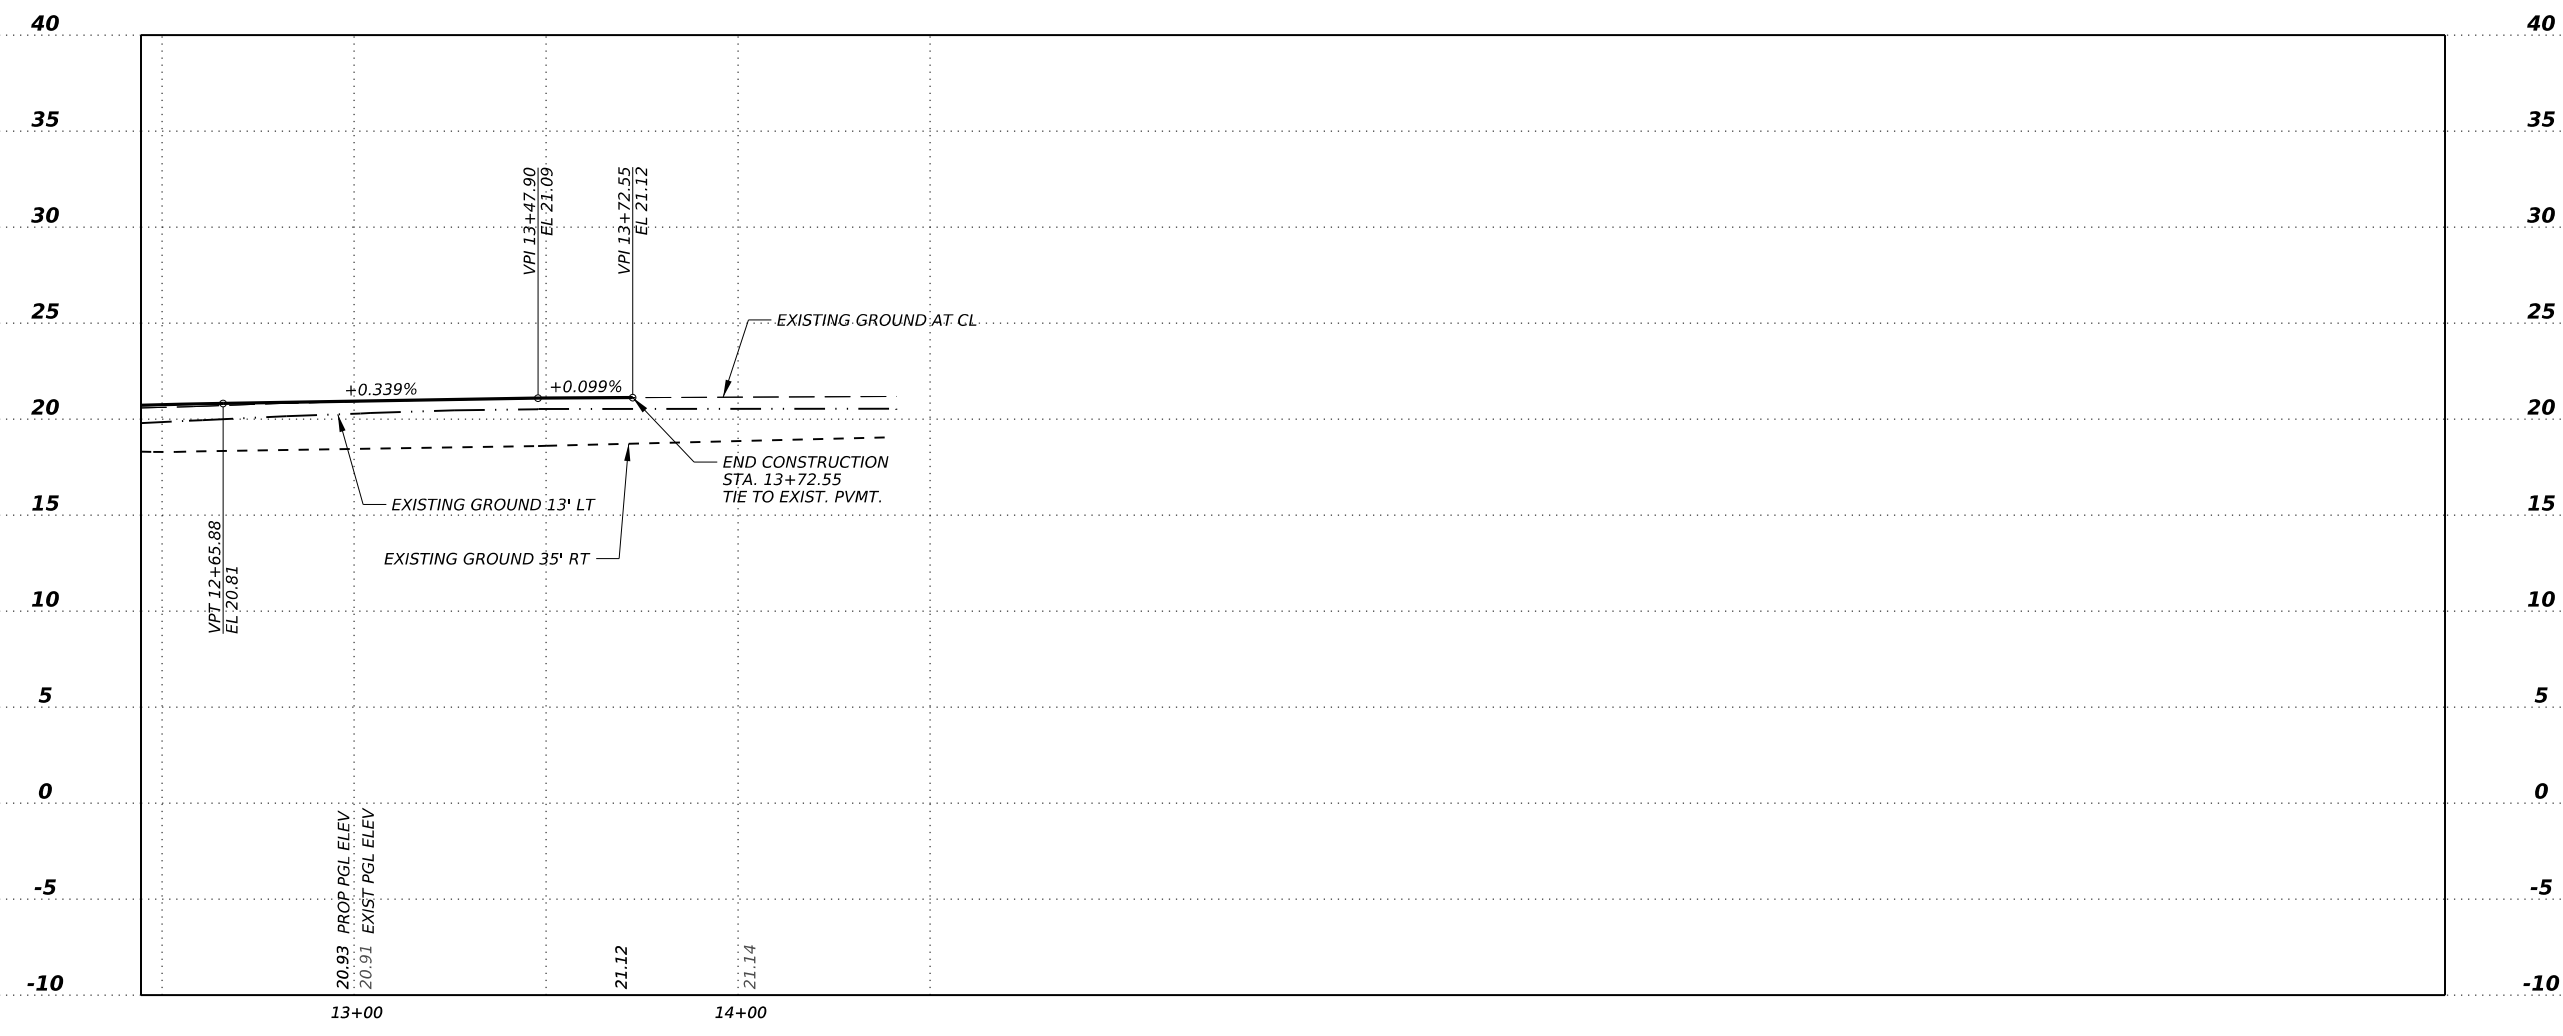 40
40
35
35
VPI 13+47.90
EL 21.09
VPI 13+72.55
EL 21.12
30
30
25
25
EXISTING GROUND AT CL
+0.339%
+0.099%
20
20
END CONSTRUCTION
STA. 13+72.55
TIE TO EXIST. PVMT.
15
15
EXISTING GROUND 13' LT
EXISTING GROUND 35' RT
VPT 12+65.88
EL 20.81
10
10
5
5
0
0
20.93 PROP PGL ELEV
20.91 EXIST PGL ELEV
-5
-5
21.12
21.14
-10
-10
13+00
14+00